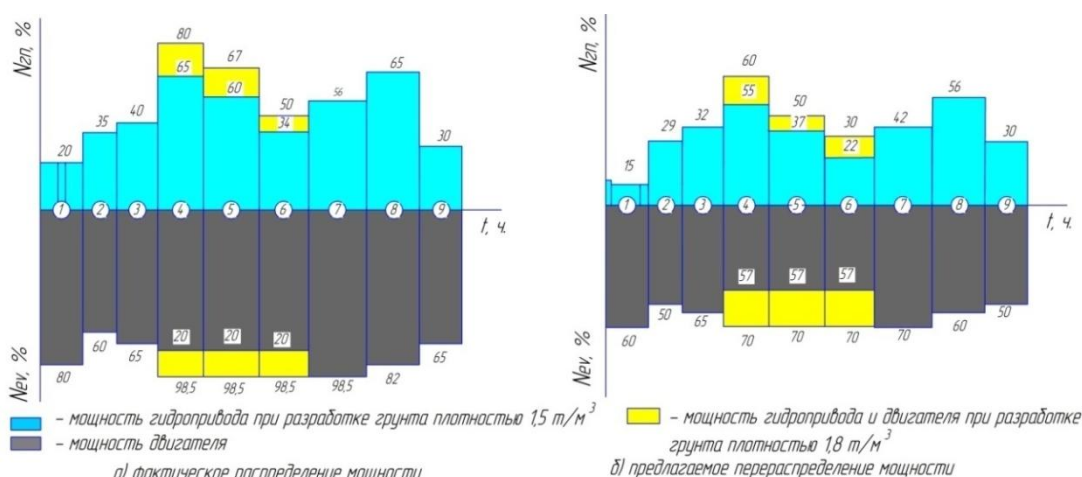 Nгп, %
80
65
67
60
50
34
56
65
40
35
20
30
1 2 3 4 5 6 7 8 9
t, ч.
20 20 20
Nev, %
80
60
65
98,5 98,5 98,5 98,5
82
65
Nгп, %
60
55
50
37
30
22
42
56
32
29
15
30
1 2 3 4 5 6 7 8 9
t, ч.
57 57 57
Nev, %
60
50
65
70 70 70 70
60
50
– мощность гидропривода при разработке грунта плотностью 1,5 т/м³
– мощность двигателя
– мощность гидропривода и двигателя при разработке
грунта плотностью 1,8 т/м³
а) фактическое распределение мощности
б) предлагаемое перераспределение мощности